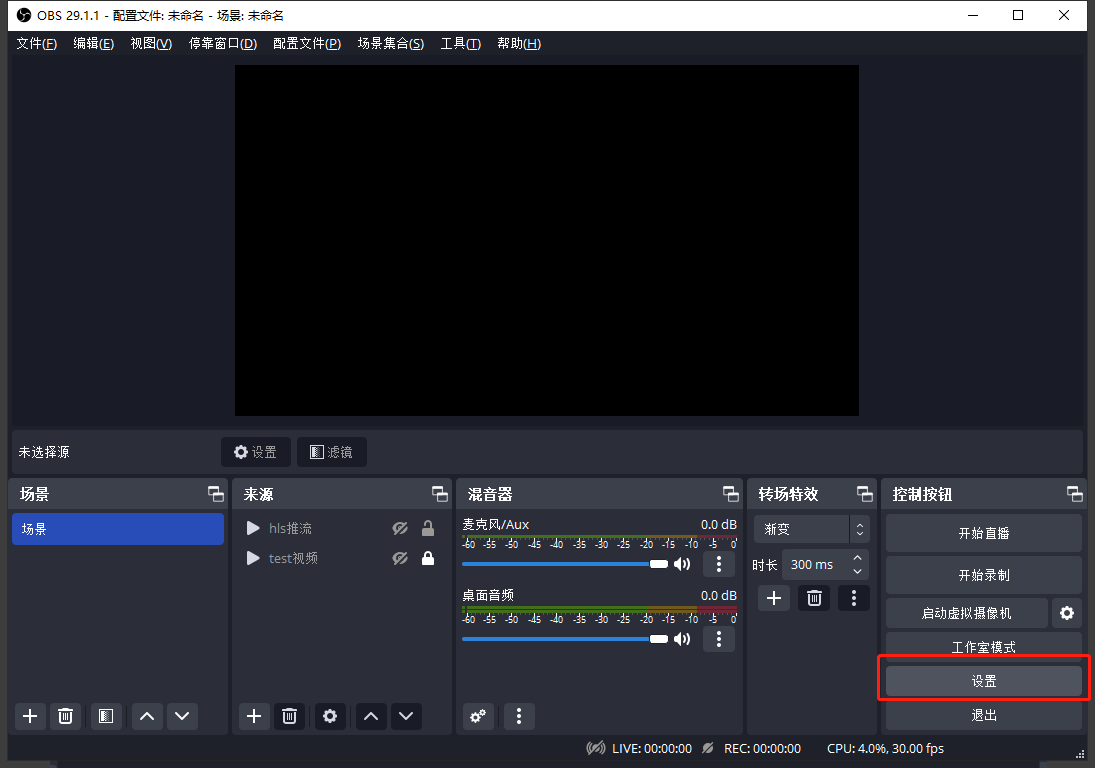 OBS 29.1.1 - 配置文件: 未命名 - 场景: 未命名
文件(F) 编辑(E) 视图(V) 停靠窗口(D) 配置文件(P) 场景集合(S) 工具(T) 帮助(H)
未选择源 设置 滤镜
场景
场景
来源
hls推流
test视频
混音器
麦克风/Aux 0.0 dB
-60 -55 -50 -45 -40 -35 -30 -25 -20 -15 -10 -5 0
桌面音频 0.0 dB
-60 -55 -50 -45 -40 -35 -30 -25 -20 -15 -10 -5 0
转场特效
渐变
时长 300 ms
控制按钮
开始直播
开始录制
启动虚拟摄像机
工作室模式
设置
退出
LIVE: 00:00:00 REC: 00:00:00 CPU: 4.0%, 30.00 fps